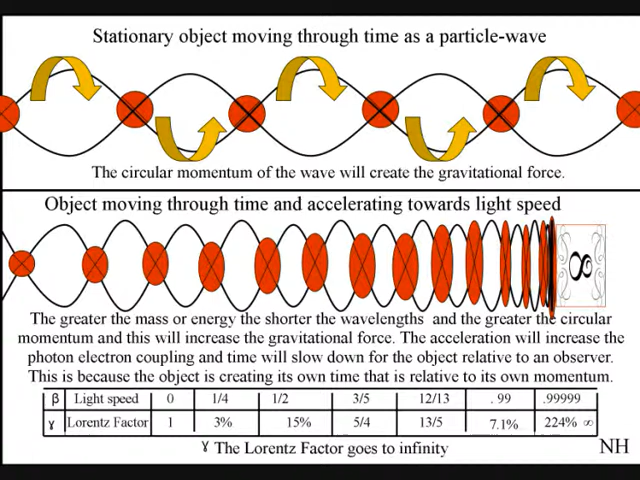 Stationary object moving through time as a particle-wave
The circular momentum of the wave will create the gravitational force.
Object moving through time and accelerating towards light speed
∞
The greater the mass or energy the shorter the wavelengths and the greater the circular
momentum and this will increase the gravitational force. The acceleration will increase the
photon electron coupling and time will slow down for the object relative to an observer.
This is because the object is creating its own time that is relative to its own momentum.
β Light speed 0 1/4 1/2 3/5 12/13 . 99 .99999
γ Lorentz Factor 1 3% 15% 5/4 13/5 7.1% 224% ∞
γ The Lorentz Factor goes to infinity
NH